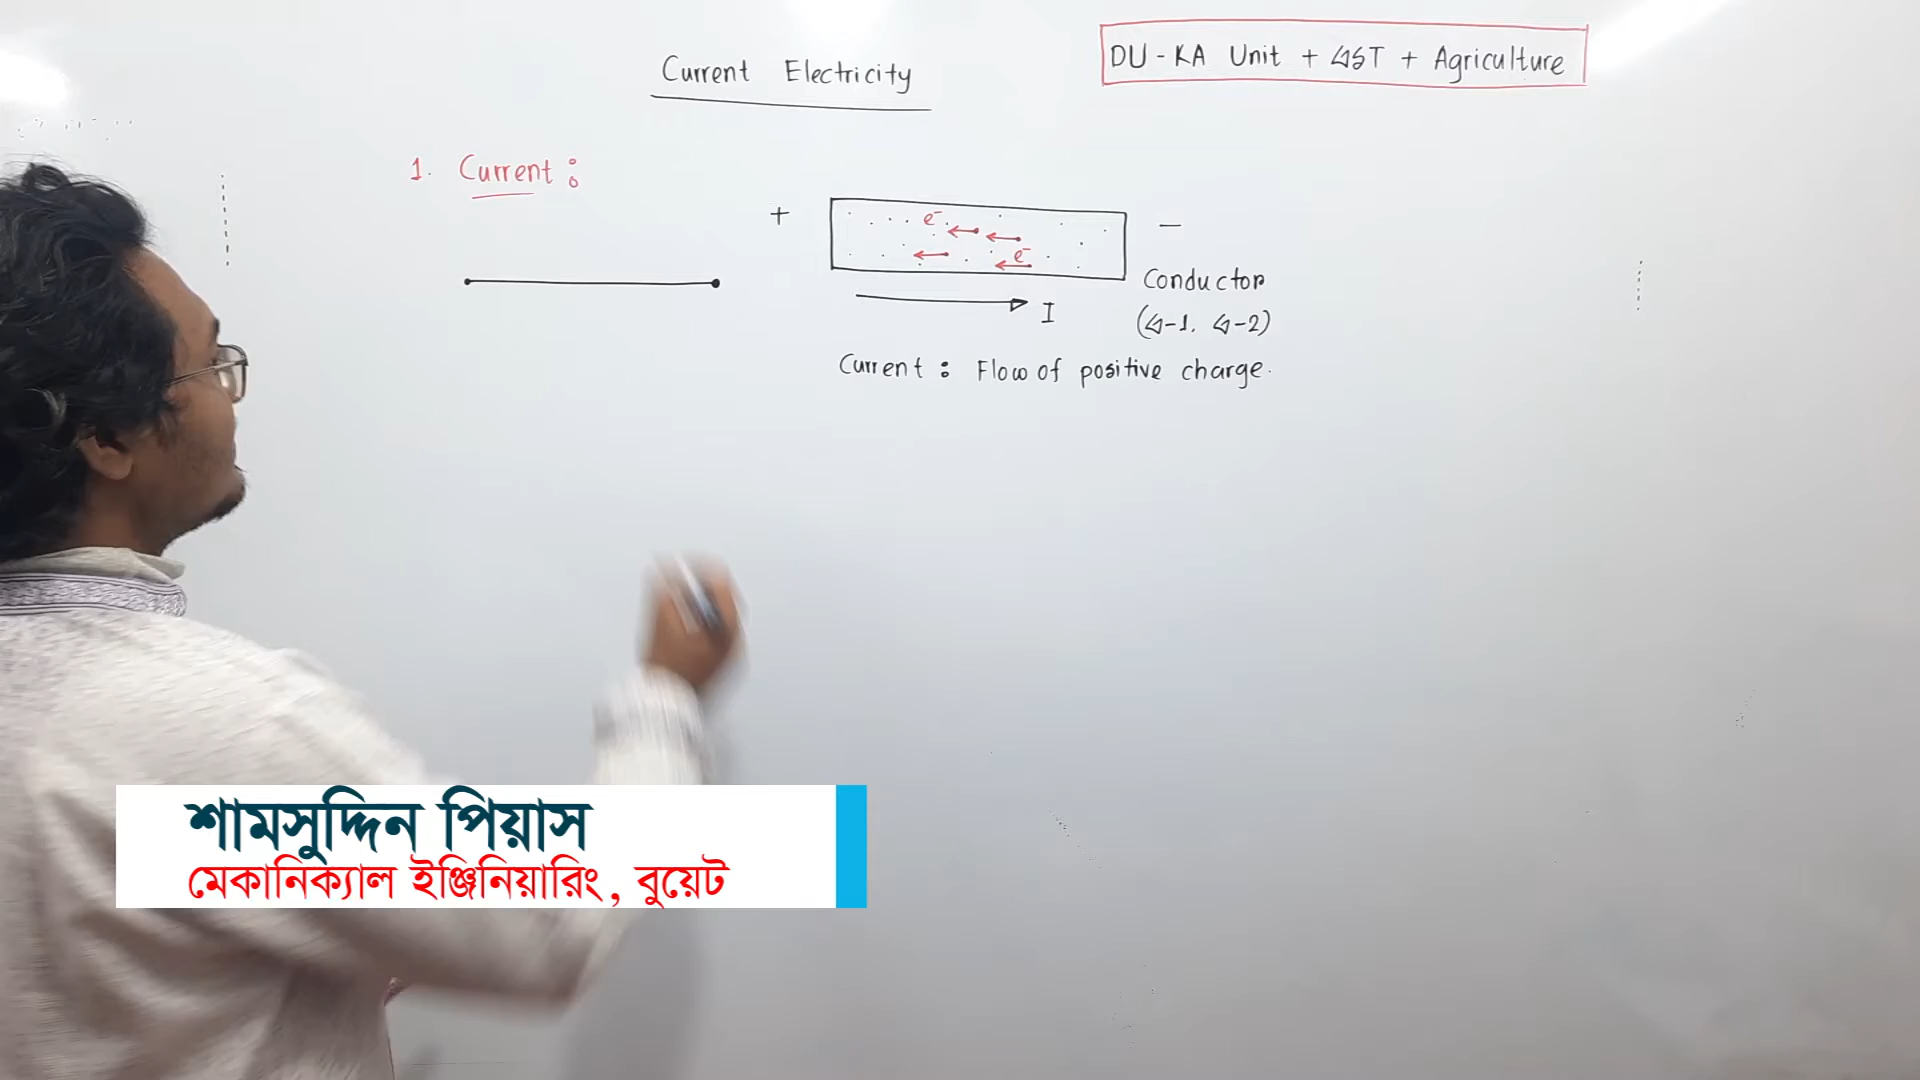 Current Electricity
DU - KA Unit + GST + Agriculture
1. Current :
+
e⁻
e⁻
−
I
Conductor
(G-1, G-2)
Current : Flow of positive charge.
শামসুদ্দিন পিয়াস
মেকানিক্যাল ইঞ্জিনিয়ারিং, বুয়েট